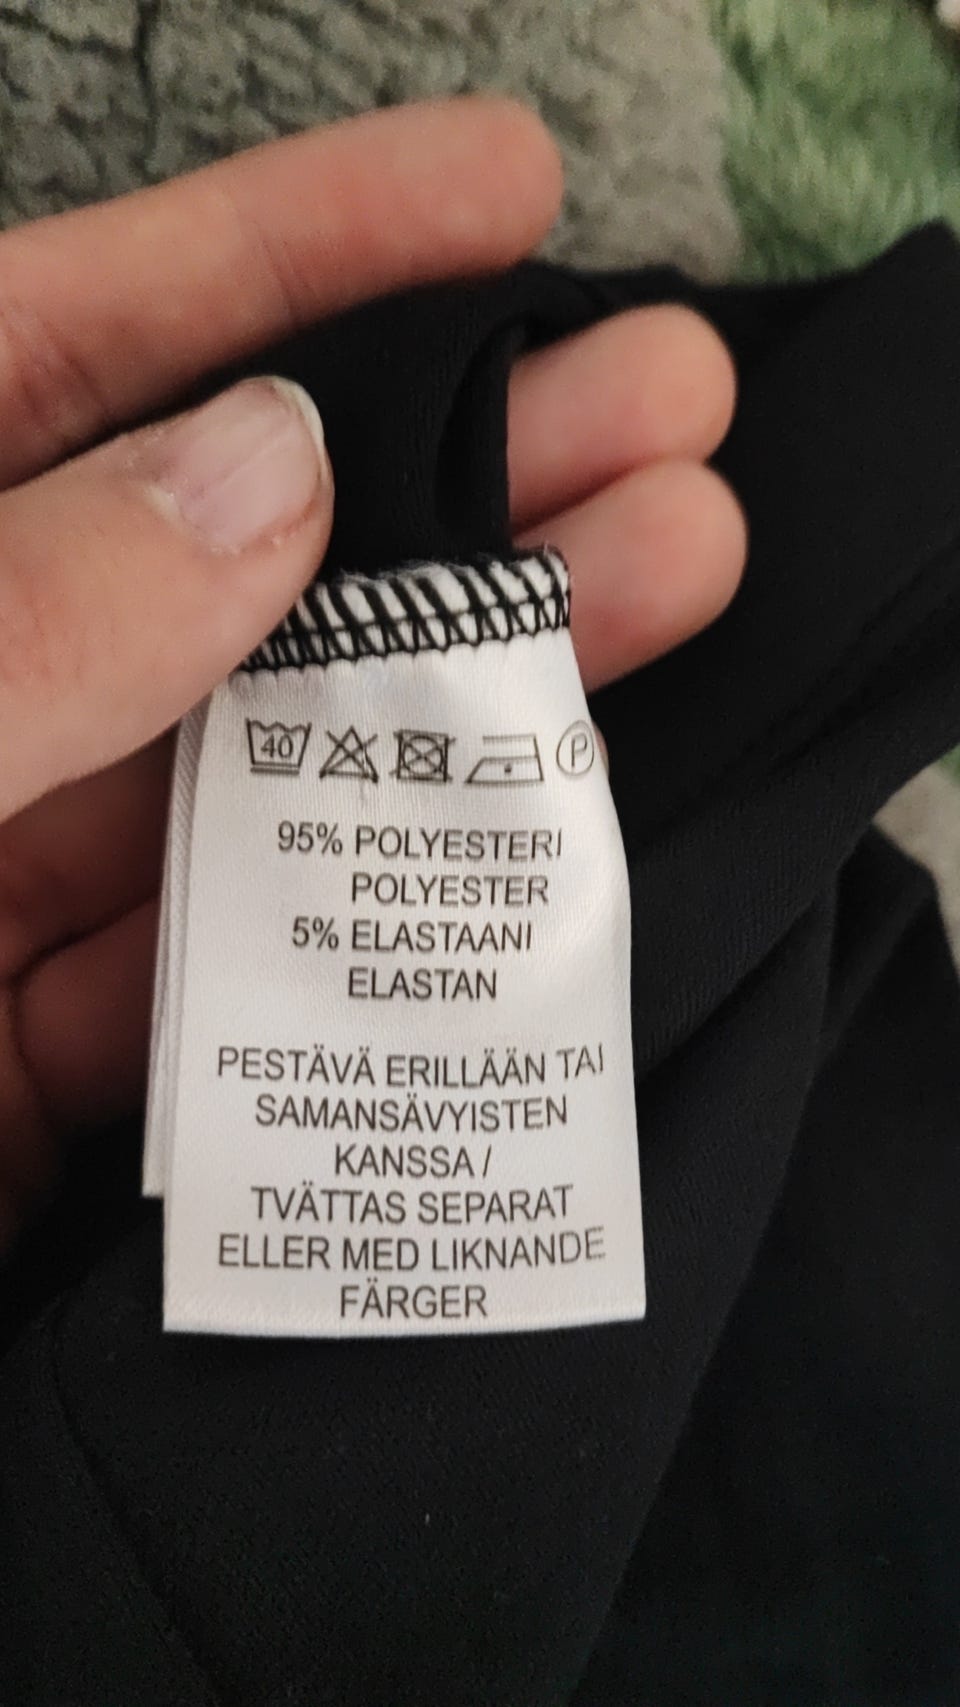 40 P
95% POLYESTERI
POLYESTER
5% ELASTAANI
ELASTAN
PESTÄVÄ ERILLÄÄN TAI
SAMANSÄVYISTEN
KANSSA /
TVÄTTAS SEPARAT
ELLER MED LIKNANDE
FÄRGER